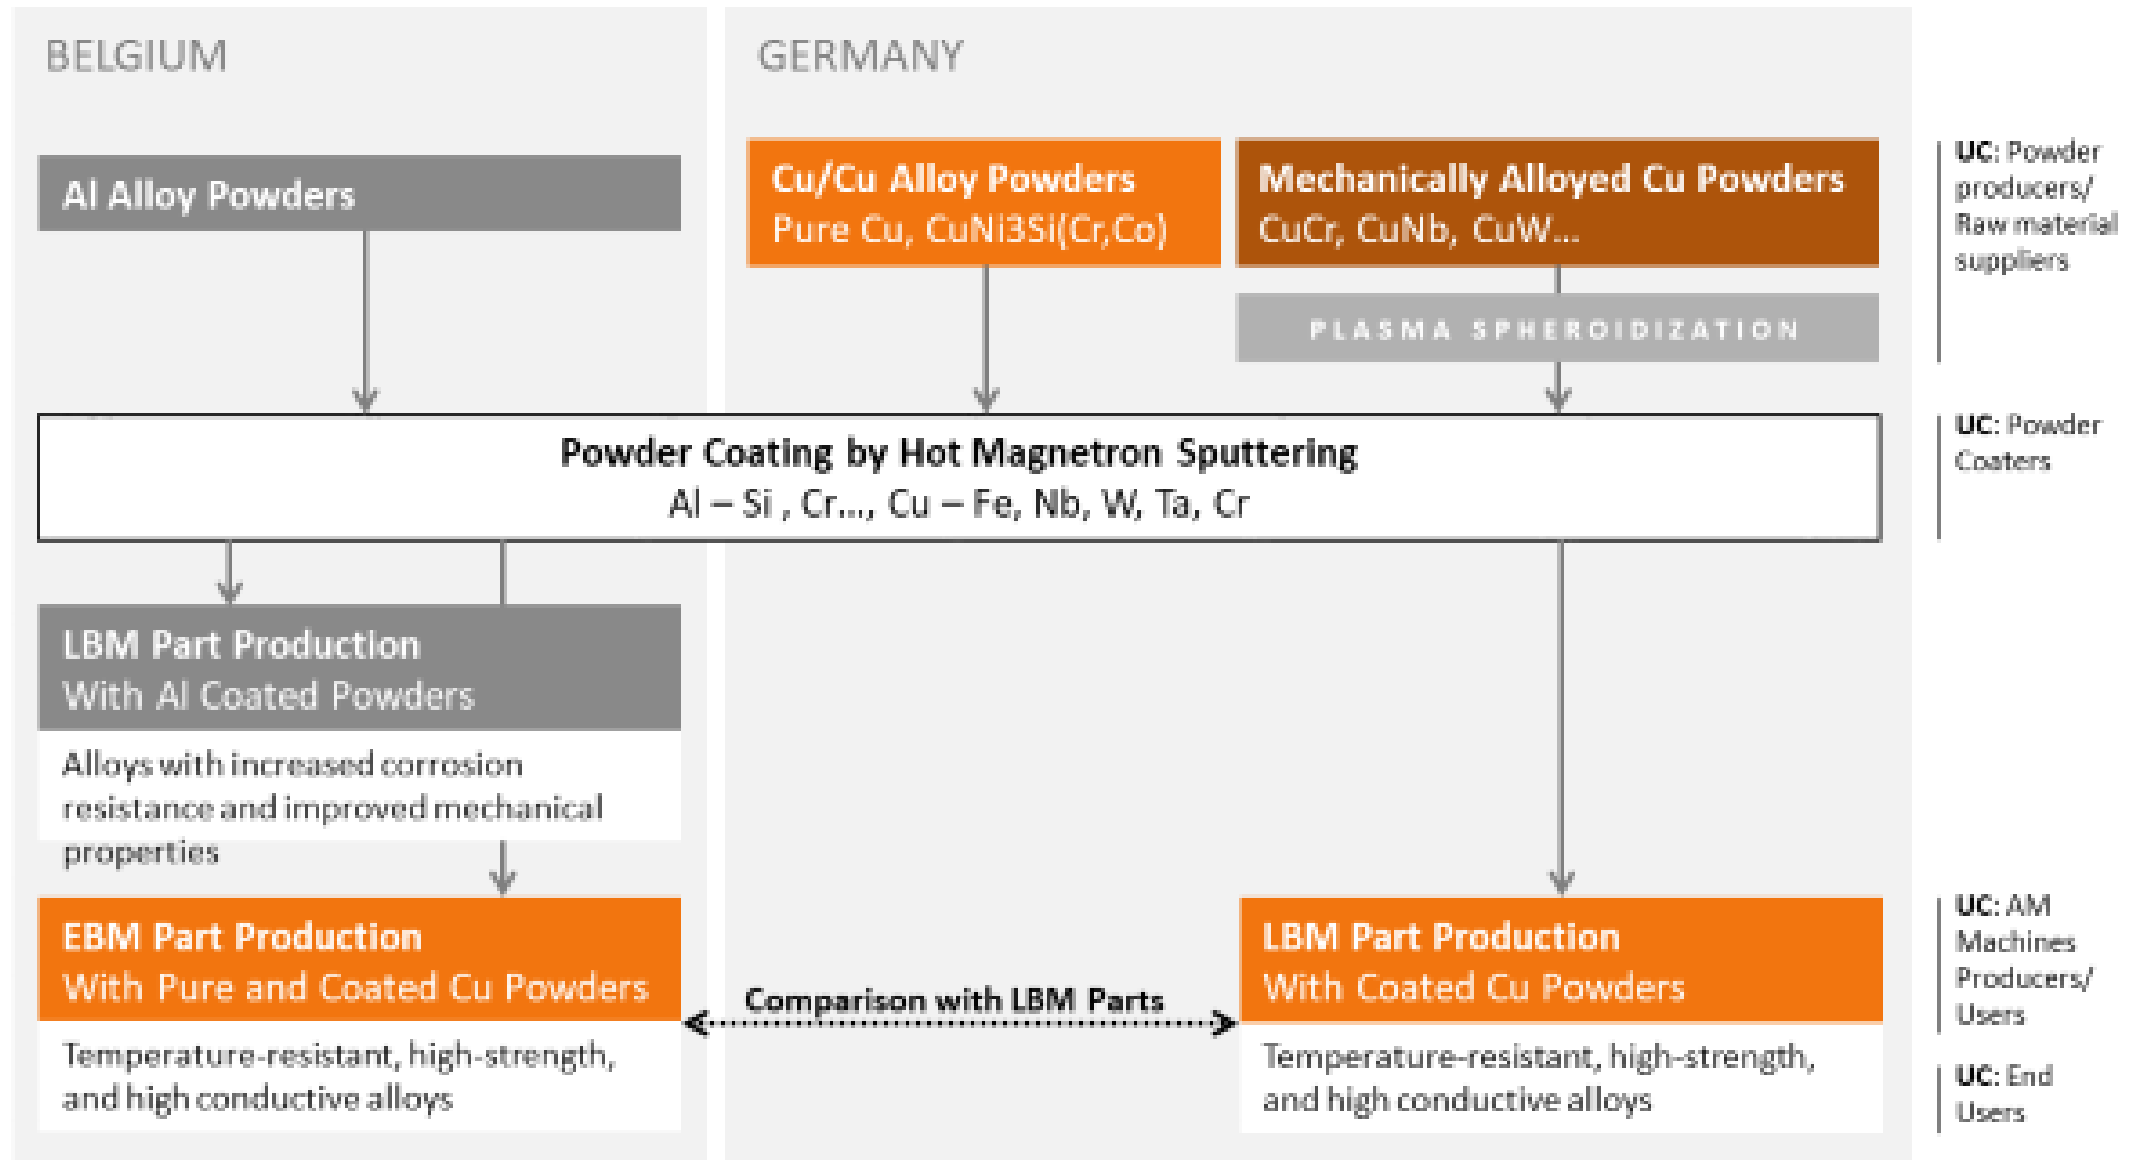 BELGIUM
GERMANY
Al Alloy Powders
Cu/Cu Alloy Powders
Pure Cu, CuNi3Si(Cr,Co)
Mechanically Alloyed Cu Powders
CuCr, CuNb, CuW...
PLASMA SPHEROIDIZATION
UC: Powder
producers/
Raw material
suppliers
Powder Coating by Hot Magnetron Sputtering
Al – Si , Cr..., Cu – Fe, Nb, W, Ta, Cr
UC: Powder
Coaters
LBM Part Production
With Al Coated Powders
Alloys with increased corrosion
resistance and improved mechanical
properties
EBM Part Production
With Pure and Coated Cu Powders
Temperature-resistant, high-strength,
and high conductive alloys
Comparison with LBM Parts
LBM Part Production
With Coated Cu Powders
Temperature-resistant, high-strength,
and high conductive alloys
UC: AM
Machines
Producers/
Users
UC: End
Users